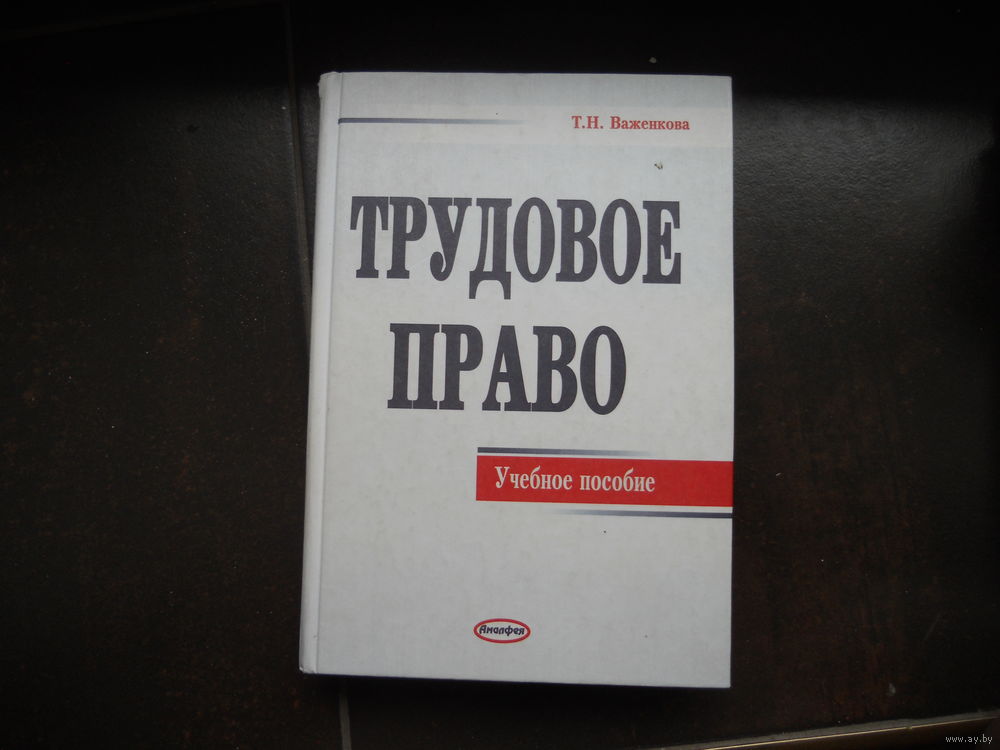 Т.Н. Важенкова
ТРУДОВОЕ
ПРАВО
Учебное пособие
Амалфея
www.ay.by